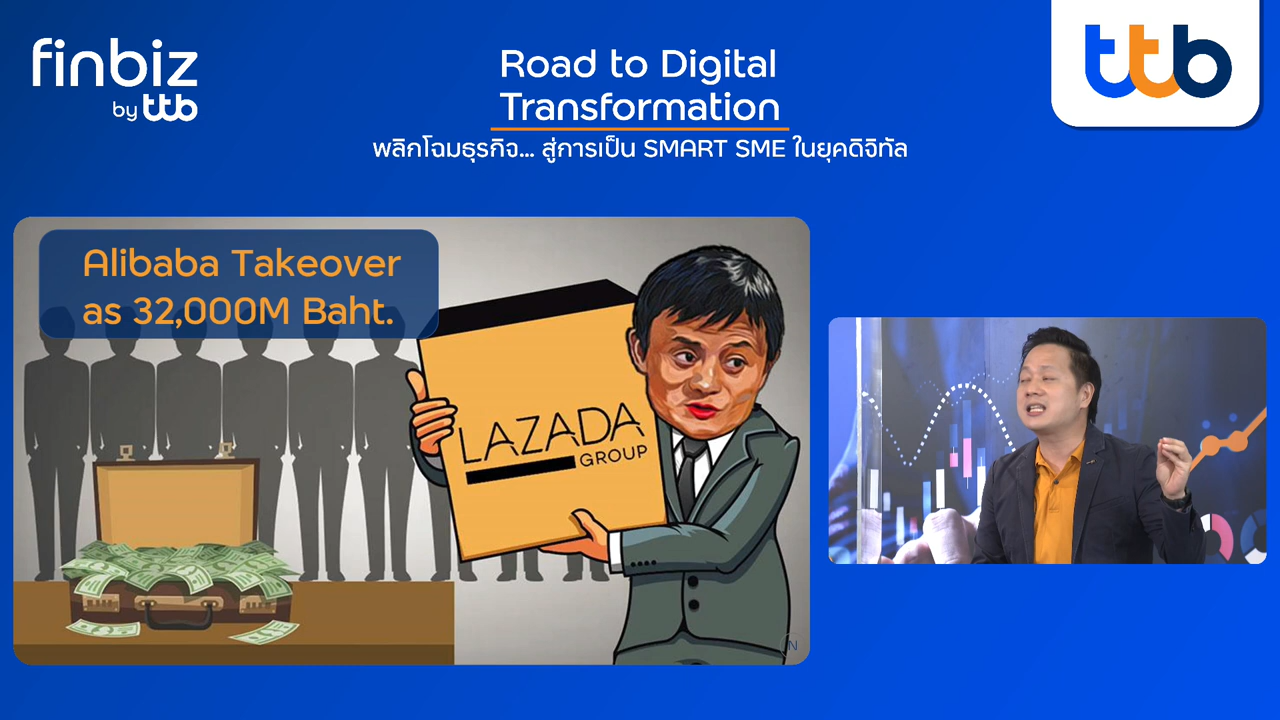 finbiz
by ttb
Road to Digital
Transformation
พลิกโฉมธุรกิจ... สู่การเป็น SMART SME ในยุคดิจิทัล
ttb
Alibaba Takeover
as 32,000M Baht.
LAZADA
GROUP
N